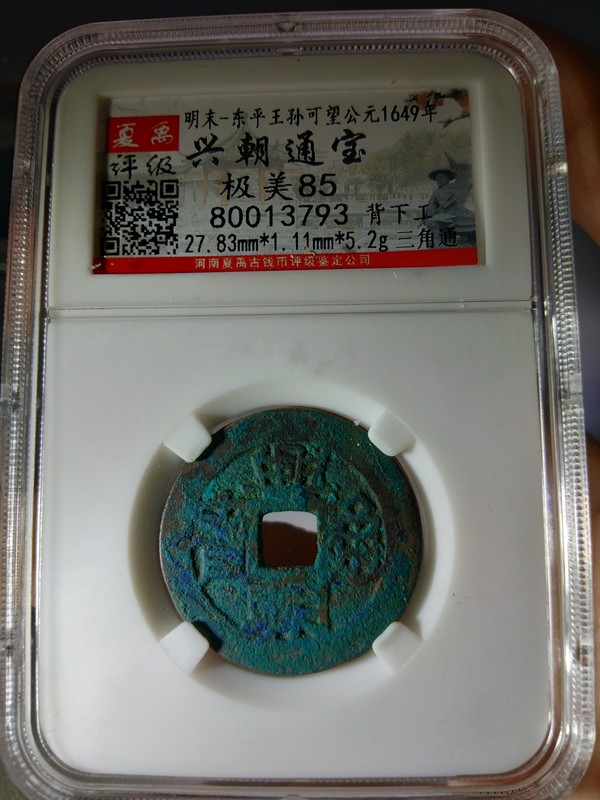 明末-东平王孙可望公元1649年
夏禹
评级
兴朝通宝
极美85
80013793 背下工
27.83mm*1.11mm*5.2g 三角通
河南夏禹古钱币评级鉴定公司